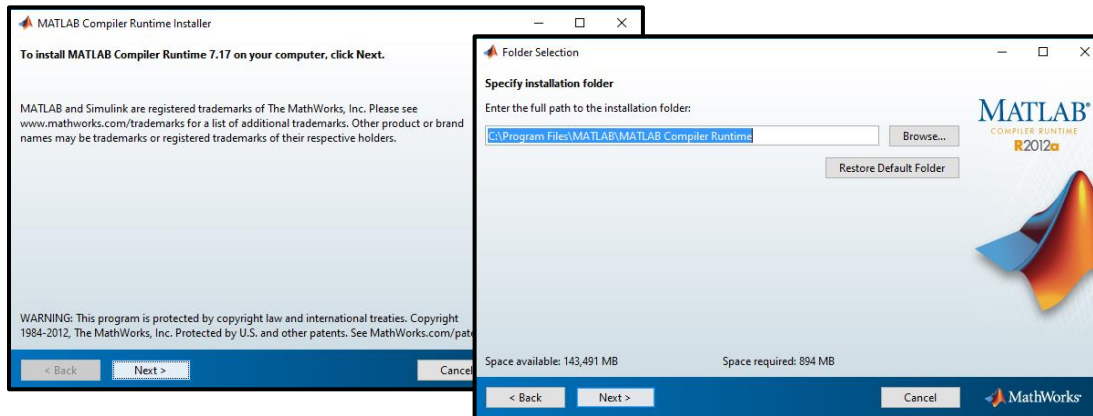 MATLAB Compiler Runtime Installer
To install MATLAB Compiler Runtime 7.17 on your computer, click Next.
MATLAB and Simulink are registered trademarks of The MathWorks, Inc. Please see
www.mathworks.com/trademarks for a list of additional trademarks. Other product or brand
names may be trademarks or registered trademarks of their respective holders.
WARNING: This program is protected by copyright law and international treaties. Copyright
1984-2012, The MathWorks, Inc. Protected by U.S. and other patents. See MathWorks.com/pate
< Back
Next >
Cancel
Folder Selection
Specify installation folder
Enter the full path to the installation folder:
C:\Program Files\MATLAB\MATLAB Compiler Runtime
Browse...
Restore Default Folder
MATLAB®
COMPILER RUNTIME
R2012a
Space available: 143,491 MB
Space required: 894 MB
< Back
Next >
Cancel
MathWorks®